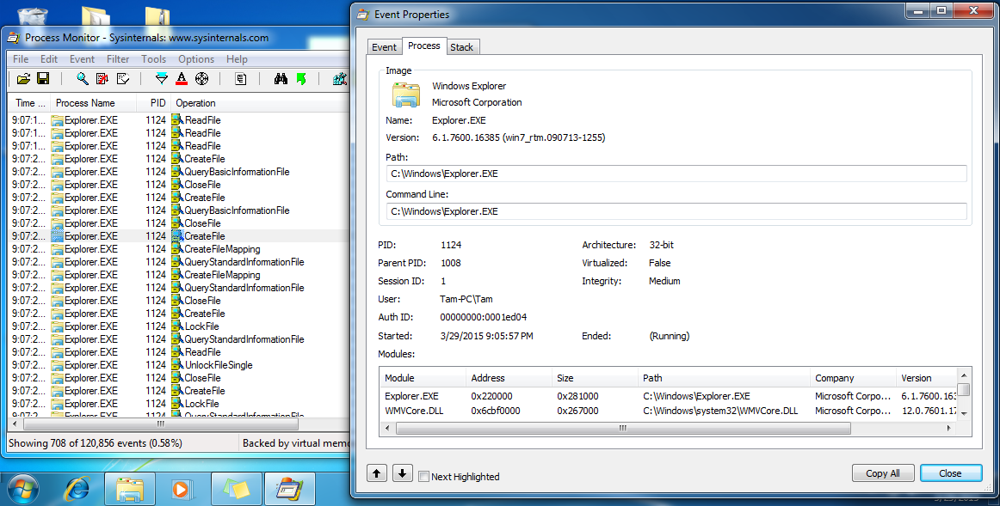 Process Monitor - Sysinternals: www.sysinternals.com
File Edit Event Filter Tools Options Help
Time ... Process Name PID Operation
9:07:1... Explorer.EXE 1124 ReadFile
9:07:1... Explorer.EXE 1124 ReadFile
9:07:1... Explorer.EXE 1124 ReadFile
9:07:2... Explorer.EXE 1124 CreateFile
9:07:2... Explorer.EXE 1124 QueryBasicInformationFile
9:07:2... Explorer.EXE 1124 CloseFile
9:07:2... Explorer.EXE 1124 CreateFile
9:07:2... Explorer.EXE 1124 QueryBasicInformationFile
9:07:2... Explorer.EXE 1124 CloseFile
9:07:2... Explorer.EXE 1124 CreateFile
9:07:2... Explorer.EXE 1124 CreateFileMapping
9:07:2... Explorer.EXE 1124 QueryStandardInformationFile
9:07:2... Explorer.EXE 1124 CreateFileMapping
9:07:2... Explorer.EXE 1124 QueryStandardInformationFile
9:07:2... Explorer.EXE 1124 CloseFile
9:07:2... Explorer.EXE 1124 CreateFile
9:07:2... Explorer.EXE 1124 LockFile
9:07:2... Explorer.EXE 1124 QueryStandardInformationFile
9:07:2... Explorer.EXE 1124 ReadFile
9:07:2... Explorer.EXE 1124 UnlockFileSingle
9:07:2... Explorer.EXE 1124 CloseFile
9:07:2... Explorer.EXE 1124 CreateFile
9:07:2... Explorer.EXE 1124 LockFile
9:07:2... Explorer.EXE 1124 QueryStandardInformationFile
Showing 708 of 120,856 events (0.58%) Backed by virtual memo
Event Properties
Event Process Stack
Image
Windows Explorer
Microsoft Corporation
Name: Explorer.EXE
Version: 6.1.7600.16385 (win7_rtm.090713-1255)
Path:
C:\Windows\Explorer.EXE
Command Line:
C:\Windows\Explorer.EXE
PID: 1124 Architecture: 32-bit
Parent PID: 1008 Virtualized: False
Session ID: 1 Integrity: Medium
User: Tam-PC\Tam
Auth ID: 00000000:0001ed04
Started: 3/29/2015 9:05:57 PM Ended: (Running)
Modules:
Module Address Size Path Company Version
Explorer.EXE 0x220000 0x281000 C:\Windows\Explorer.EXE Microsoft Corpo... 6.1.7600.163
WMVCore.DLL 0x6cbf0000 0x267000 C:\Windows\system32\WMVCore.DLL Microsoft Corpo... 12.0.7601.17
Next Highlighted Copy All Close